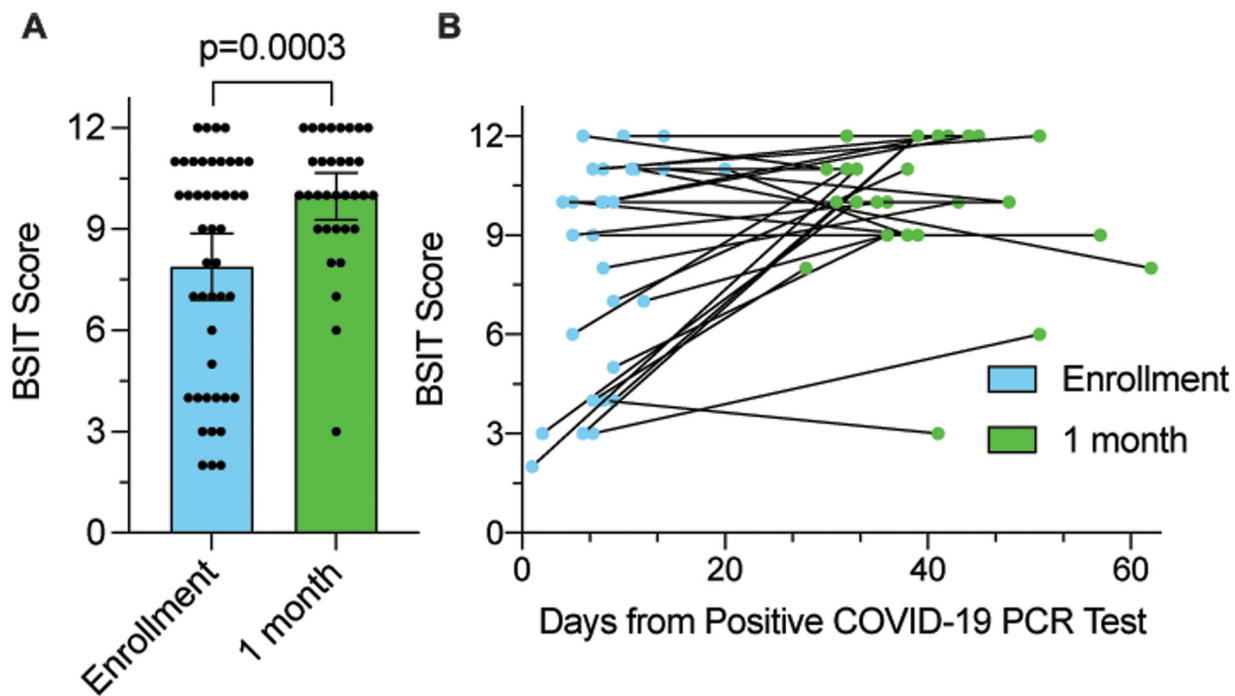 A
p=0.0003
BSIT Score
12
9
6
3
0
Enrollment
1 month
B
BSIT Score
12
9
6
3
0
0
20
40
60
Days from Positive COVID-19 PCR Test
Enrollment
1 month